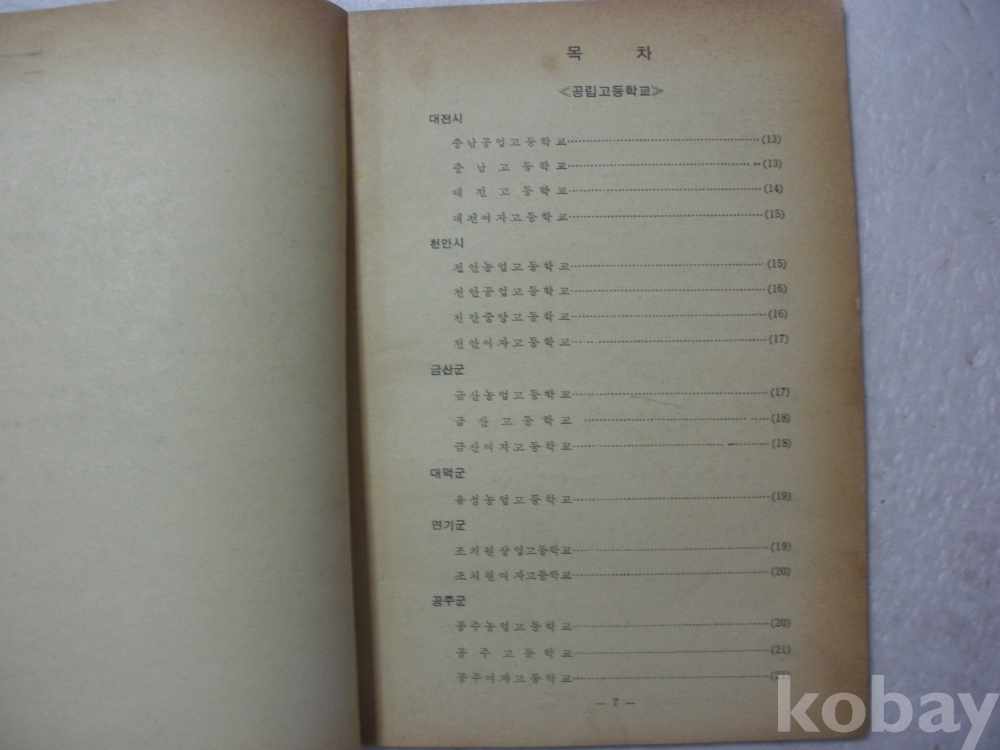 목 차
≪공립고등학교≫
대전시
충남공업고등학교 (13)
충남고등학교 (13)
대전고등학교 (14)
대전여자고등학교 (15)
천안시
천안농업고등학교 (15)
천안공업고등학교 (16)
천안중앙고등학교 (16)
천안여자고등학교 (17)
금산군
금산농업고등학교 (17)
금산고등학교 (18)
금산여자고등학교 (18)
대덕군
유성농업고등학교 (19)
연기군
조치원상업고등학교 (19)
조치원여자고등학교 (20)
공주군
공주농업고등학교 (20)
공주고등학교 (21)
공주여자고등학교 (21)
— 7 —
kobay